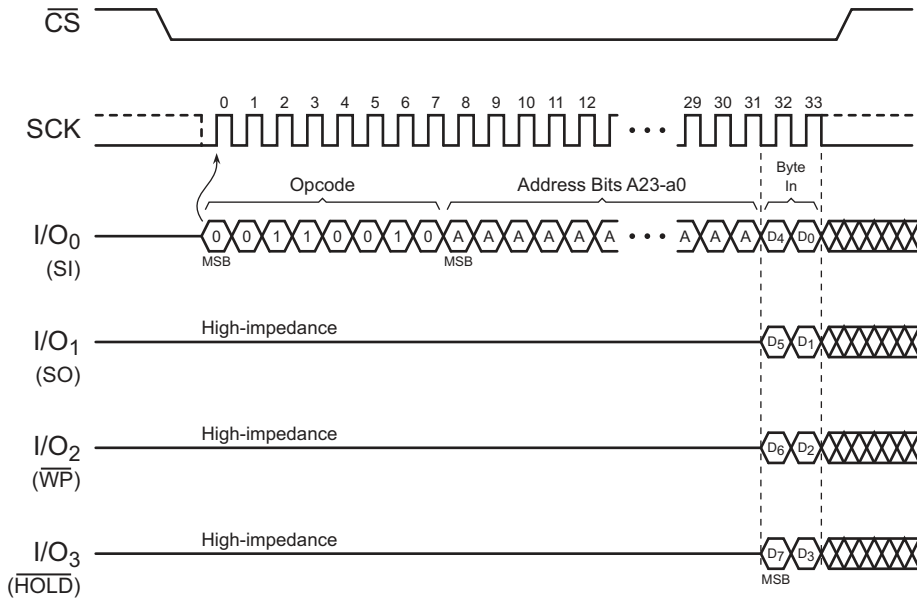 CS
0 1 2 3 4 5 6 7 8 9 10 11 12 29 30 31 32 33
SCK
Opcode Address Bits A23-a0 Byte In
I/O0 0 0 1 1 0 0 1 0 A A A A A A A A A D4 D0
(SI) MSB MSB
I/O1 High-impedance D5 D1
(SO)
I/O2 High-impedance D6 D2
(WP)
I/O3 High-impedance D7 D3
(HOLD) MSB